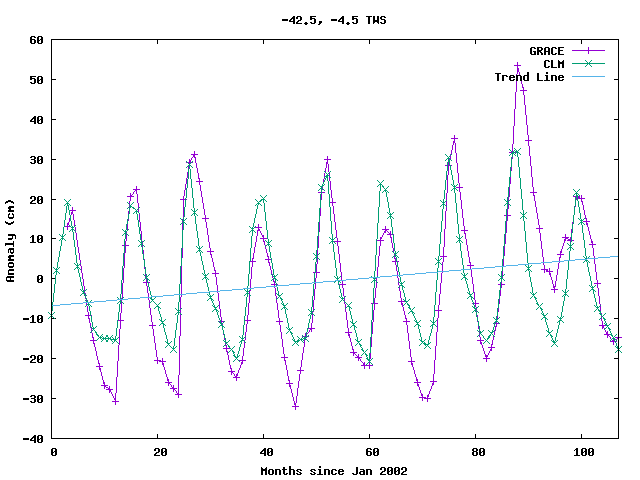 -42.5, -4.5 TWS
GRACE
CLM
Trend Line
60
50
40
30
20
10
0
-10
-20
-30
-40
Anomaly (cm)
0 20 40 60 80 100
Months since Jan 2002